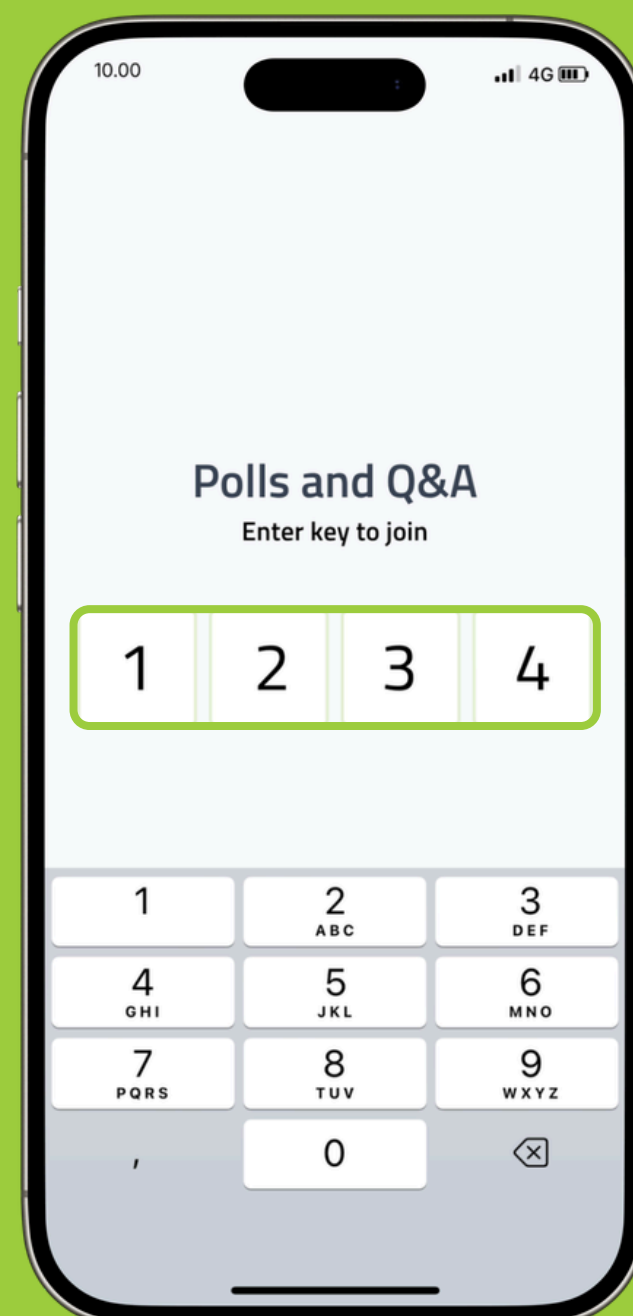 10.00 4G
Polls and Q&A
Enter key to join
1 2 3 4
1 2 3
ABC DEF
4 5 6
GHI JKL MNO
7 8 9
PQRS TUV WXYZ
, 0